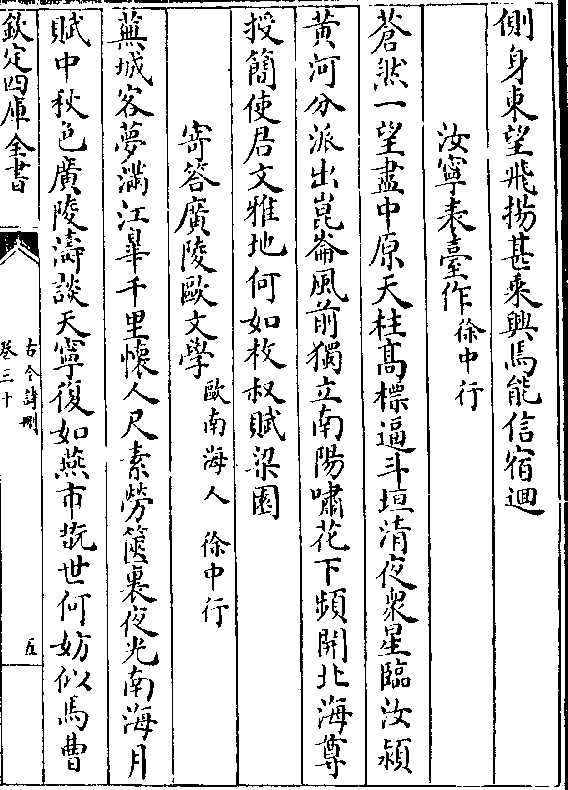 側身東望飛揚甚乘興馬能信宿迴
汝寧表臺作 徐中行
蒼然一望盡中原天柱髙標逼斗垣清夜衆星臨汝潁
黄河分派出崑崙風前獨立南陽嘯花下頻開北海尊
授簡使君文雅地何如枚叔賦梁園
寄答廣陵歐文學 歐南海人 徐中行
蕪城客夢滿江臯千里懷人尺素勞篋裏夜光南海月
賦中秋色廣陵濤談天寧復如燕市玩世何妨似馬曹
欽定四庫全書
古今詩刪
卷三十
五